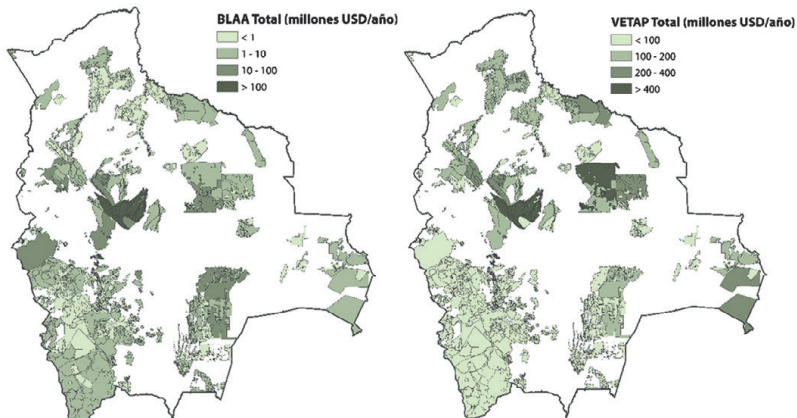 BLAA Total (millones USD/año)
< 1
1 - 10
10 - 100
> 100
VETAP Total (millones USD/año)
< 100
100 - 200
200 - 400
> 400